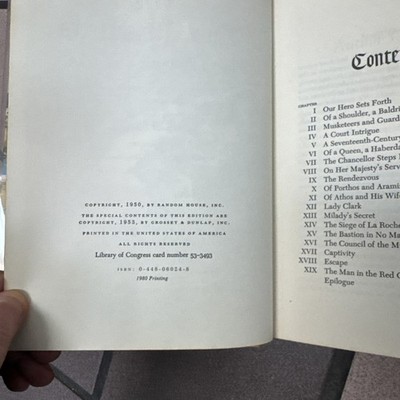 COPYRIGHT, 1950, BY RANDOM HOUSE, INC.
THE SPECIAL CONTENTS OF THIS EDITION ARE
COPYRIGHT, 1953, BY GROSSET & DUNLAP, INC.
PRINTED IN THE UNITED STATES OF AMERICA.
ALL RIGHTS RESERVED
Library of Congress card number 53-3493
ISBN: 0-448-06024-8
1980 Printing
Conte
CHAPTER
I Our Hero Sets Forth
II Of a Shoulder, a Baldric
III Musketeers and Guard
IV A Court Intrigue
V A Seventeenth-Century
VI Of a Queen, a Haberda
VII The Chancellor Steps
VIII On Her Majesty's Serv
IX The Rendezvous
X Of Porthos and Arami
XI Of Athos and His Wife
XII Lady Clark
XIII Milady's Secret
XIV The Siege of La Roche
XV The Bastion in No Ma
XVI The Council of the Mu
XVII Captivity
XVIII Escape
XIX The Man in the Red C
Epilogue